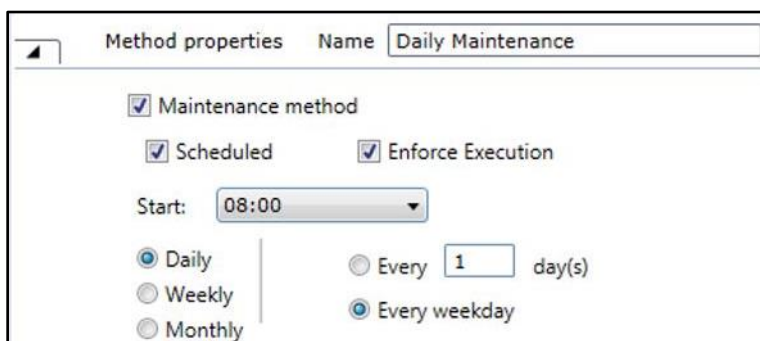 Method properties Name Daily Maintenance
Maintenance method
Scheduled Enforce Execution
Start: 08:00
Daily Every 1 day(s)
Weekly
Every weekday
Monthly